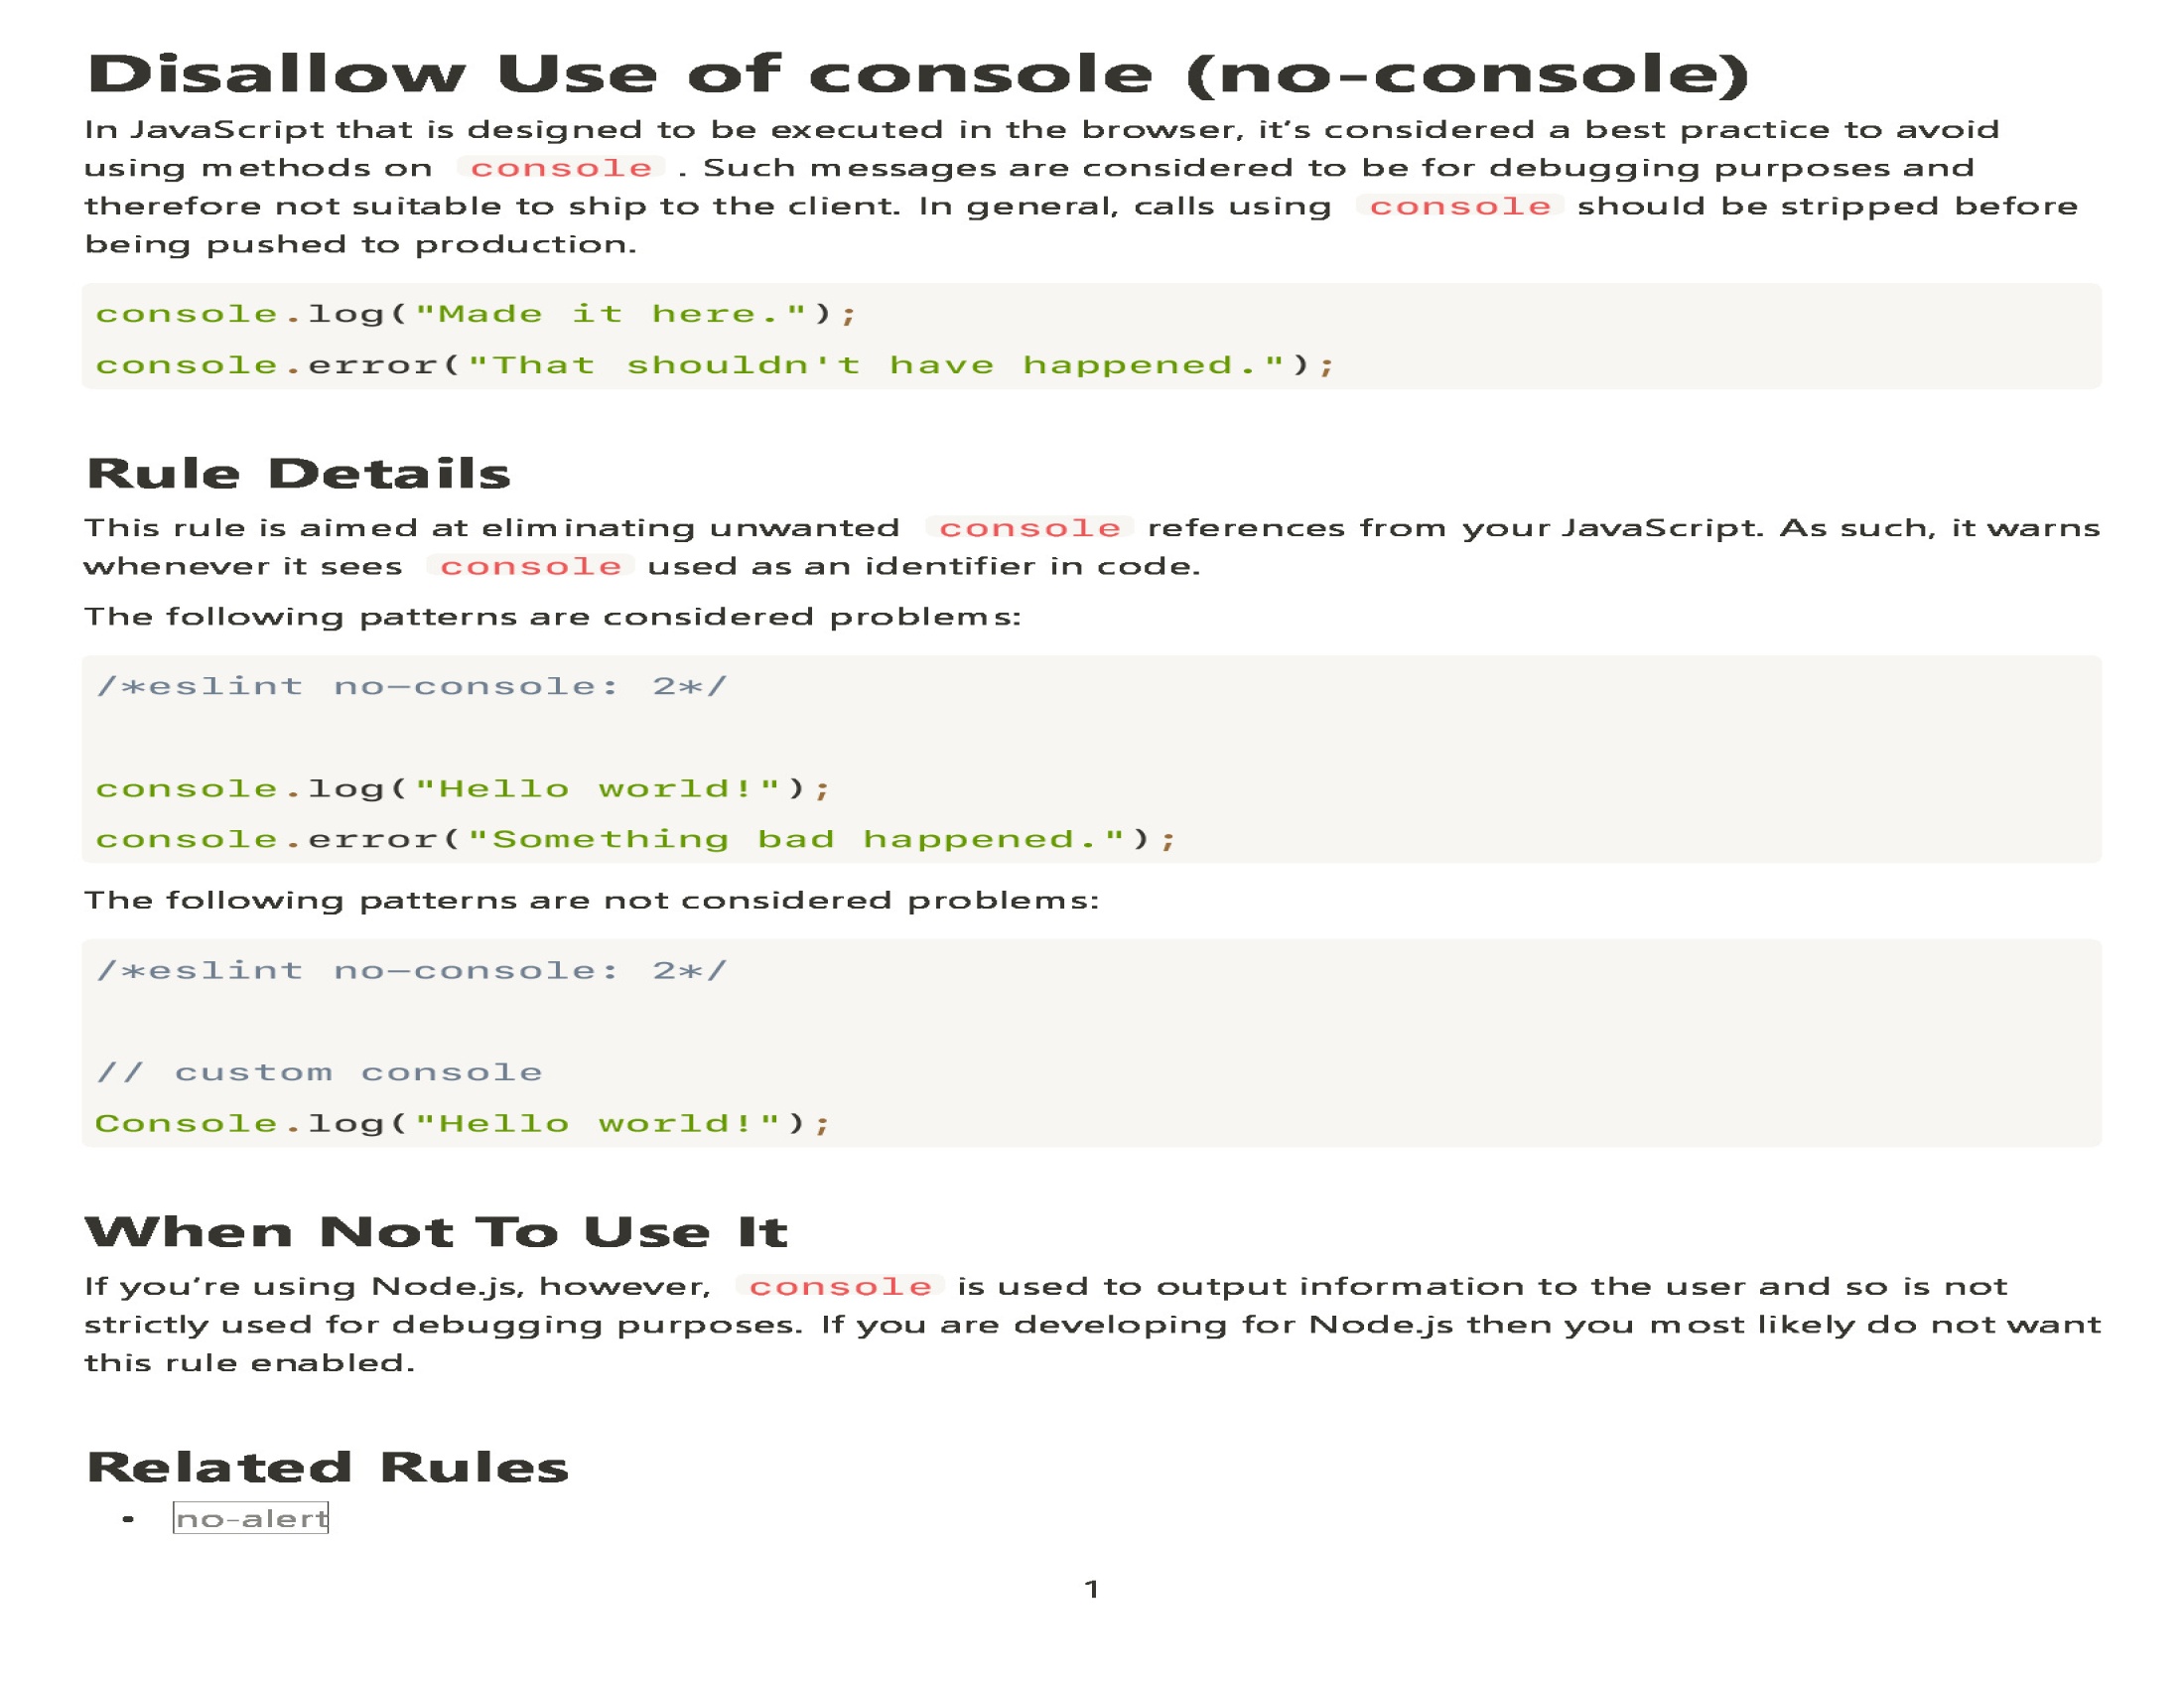 Disallow Use of console (no-console)
In JavaScript that is designed to be executed in the browser, it’s considered a best practice to avoid
using methods on console . Such messages are considered to be for debugging purposes and
therefore not suitable to ship to the client. In general, calls using console should be stripped before
being pushed to production.
console.log("Made it here.");
console.error("That shouldn't have happened.");
Rule Details
This rule is aimed at eliminating unwanted console references from your JavaScript. As such, it warns
whenever it sees console used as an identifier in code.
The following patterns are considered problems:
/*eslint no-console: 2*/
console.log("Hello world!");
console.error("Something bad happened.");
The following patterns are not considered problems:
/*eslint no-console: 2*/
// custom console
Console.log("Hello world!");
When Not To Use It
If you’re using Node.js, however, console is used to output information to the user and so is not
strictly used for debugging purposes. If you are developing for Node.js then you most likely do not want
this rule enabled.
Related Rules
• no-alert
1